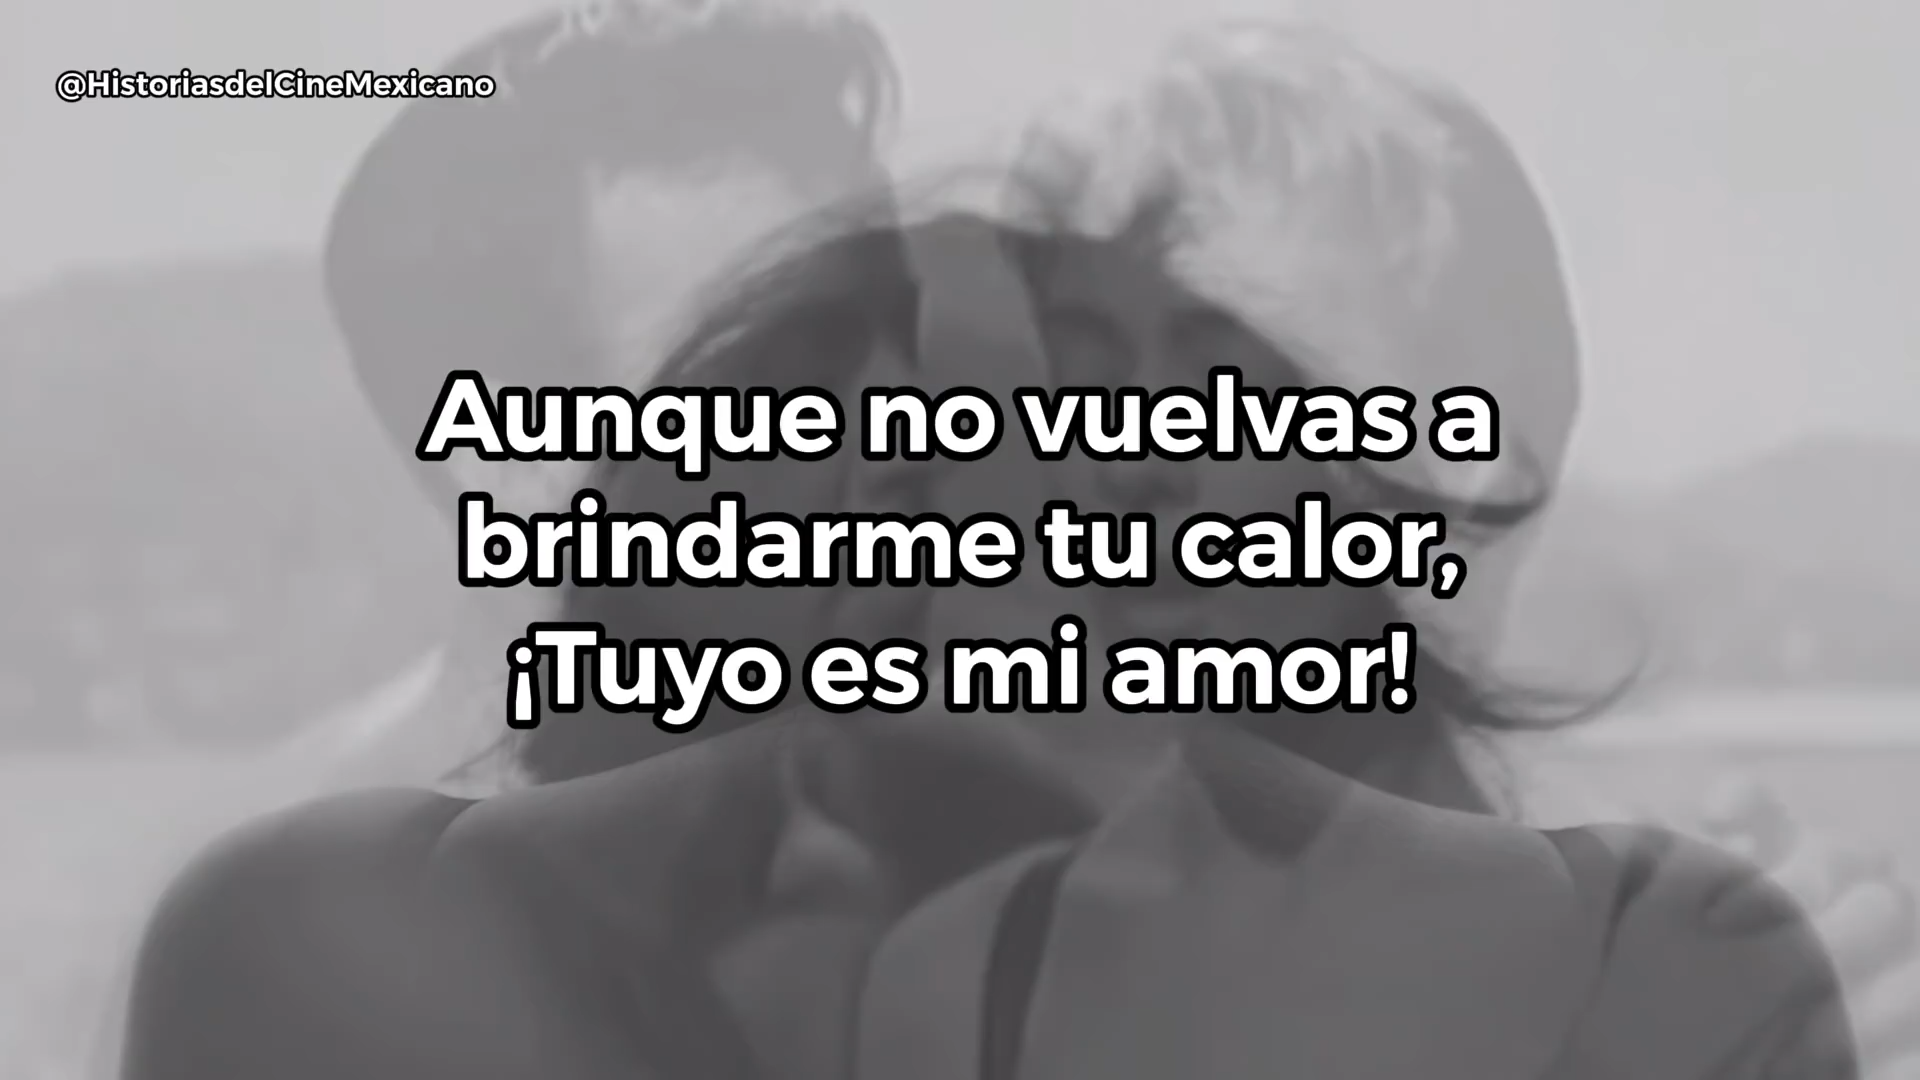 @HistoriasdelCineMexicano
Aunque no vuelvas a
brindarme tu calor,
¡Tuyo es mi amor!